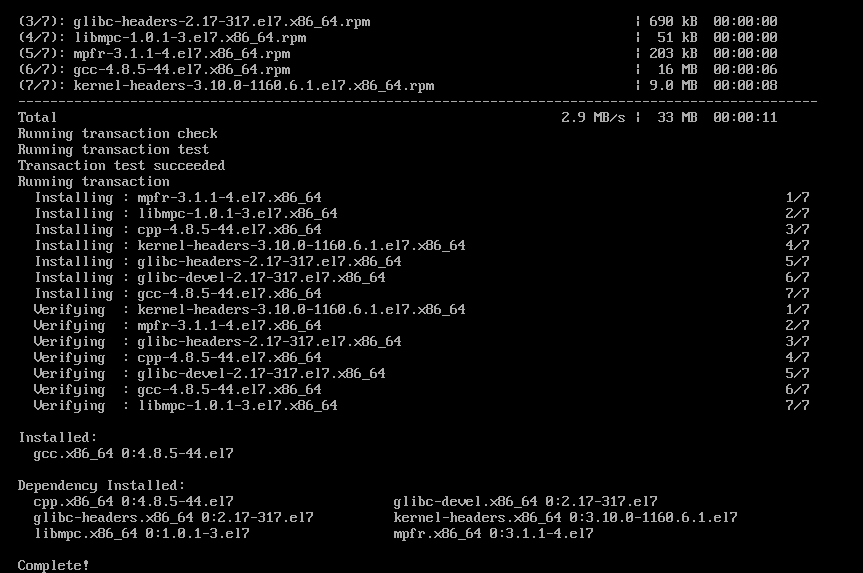 (3/7): glibc-headers-2.17-317.el7.x86_64.rpm | 690 kB 00:00:00
(4/7): libmpc-1.0.1-3.el7.x86_64.rpm | 51 kB 00:00:00
(5/7): mpfr-3.1.1-4.el7.x86_64.rpm | 203 kB 00:00:00
(6/7): gcc-4.8.5-44.el7.x86_64.rpm | 16 MB 00:00:06
(7/7): kernel-headers-3.10.0-1160.6.1.el7.x86_64.rpm | 9.0 MB 00:00:08
----------------------------------------------------------------------------------------------------
Total 2.9 MB/s | 33 MB 00:00:11
Running transaction check
Running transaction test
Transaction test succeeded
Running transaction
  Installing : mpfr-3.1.1-4.el7.x86_64 1/7
  Installing : libmpc-1.0.1-3.el7.x86_64 2/7
  Installing : cpp-4.8.5-44.el7.x86_64 3/7
  Installing : kernel-headers-3.10.0-1160.6.1.el7.x86_64 4/7
  Installing : glibc-headers-2.17-317.el7.x86_64 5/7
  Installing : glibc-devel-2.17-317.el7.x86_64 6/7
  Installing : gcc-4.8.5-44.el7.x86_64 7/7
  Verifying  : kernel-headers-3.10.0-1160.6.1.el7.x86_64 1/7
  Verifying  : mpfr-3.1.1-4.el7.x86_64 2/7
  Verifying  : glibc-headers-2.17-317.el7.x86_64 3/7
  Verifying  : cpp-4.8.5-44.el7.x86_64 4/7
  Verifying  : glibc-devel-2.17-317.el7.x86_64 5/7
  Verifying  : gcc-4.8.5-44.el7.x86_64 6/7
  Verifying  : libmpc-1.0.1-3.el7.x86_64 7/7

Installed:
  gcc.x86_64 0:4.8.5-44.el7

Dependency Installed:
  cpp.x86_64 0:4.8.5-44.el7 glibc-devel.x86_64 0:2.17-317.el7
  glibc-headers.x86_64 0:2.17-317.el7 kernel-headers.x86_64 0:3.10.0-1160.6.1.el7
  libmpc.x86_64 0:1.0.1-3.el7 mpfr.x86_64 0:3.1.1-4.el7

Complete!